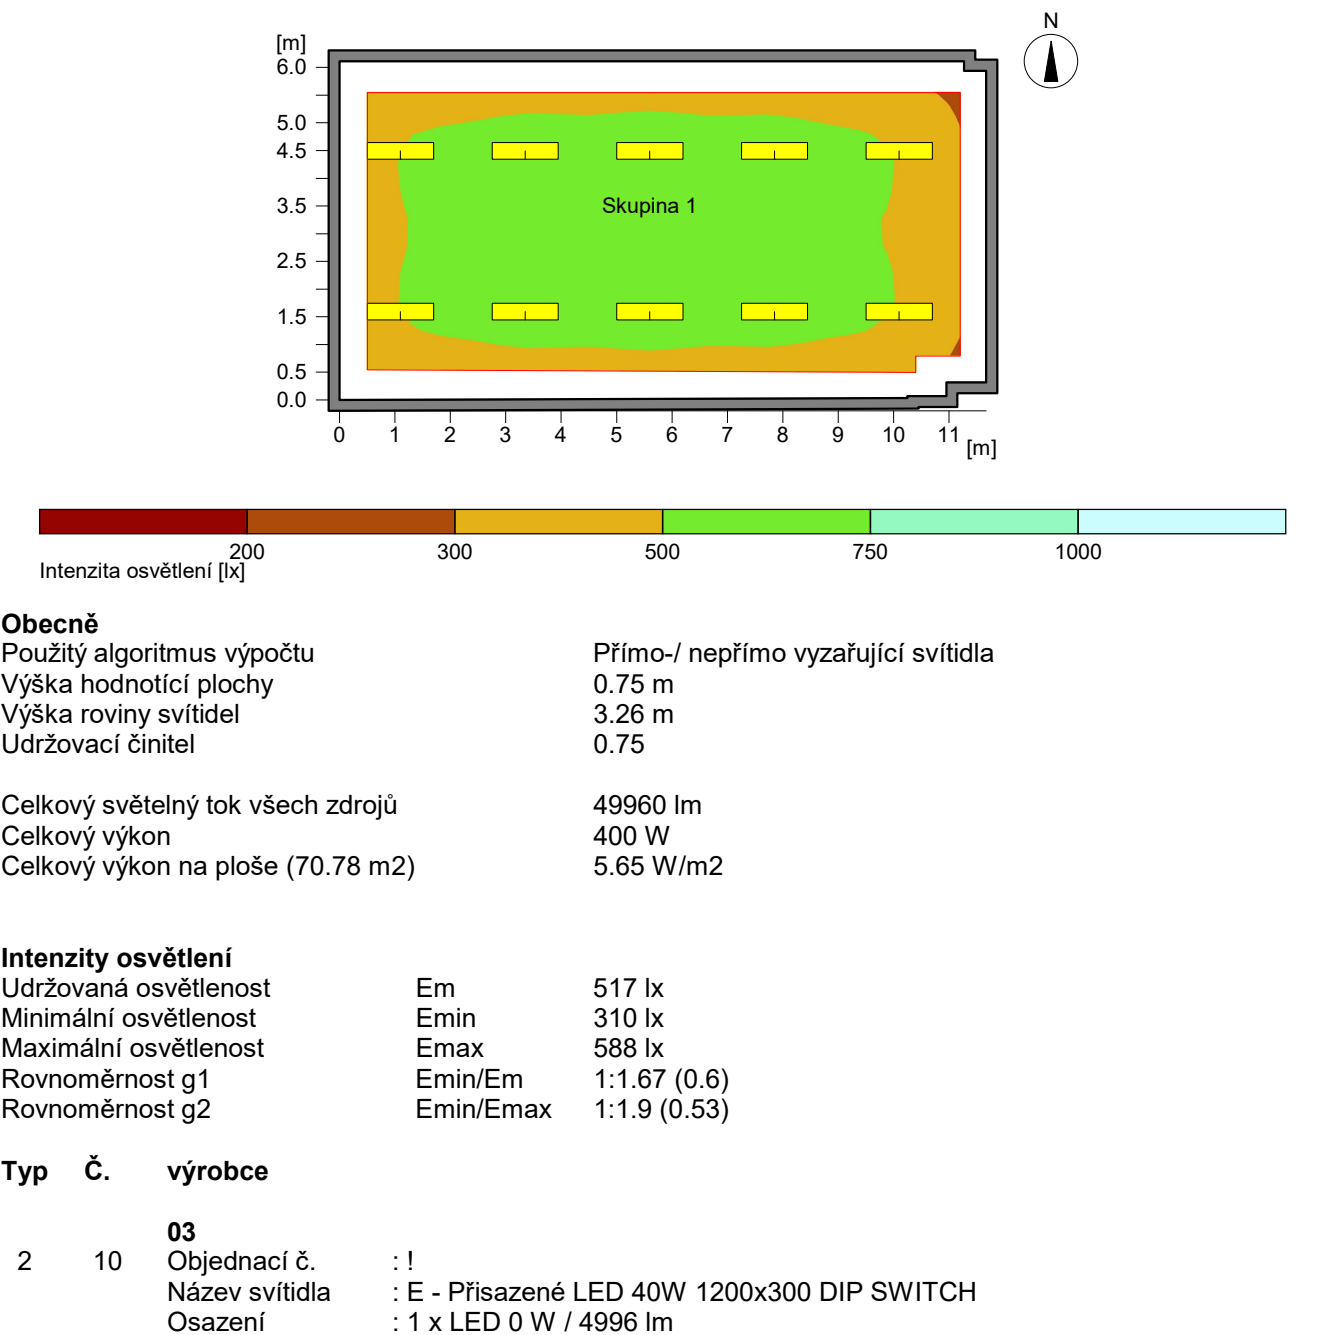 N
[m]
6.0
5.0
4.5
3.5
2.5
1.5
0.5
0.0
Skupina 1
0 1 2 3 4 5 6 7 8 9 10 11
[m]
200 300 500 750 1000
Intenzita osvětlení [lx]
Obecně
Použitý algoritmus výpočtu Přímo-/ nepřímo vyzařující svítidla
Výška hodnotící plochy 0.75 m
Výška roviny svítidel 3.26 m
Udržovací činitel 0.75
Celkový světelný tok všech zdrojů 49960 lm
Celkový výkon 400 W
Celkový výkon na ploše (70.78 m2) 5.65 W/m2
Intenzity osvětlení
Udržovaná osvětlenost Em 517 lx
Minimální osvětlenost Emin 310 lx
Maximální osvětlenost Emax 588 lx
Rovnoměrnost g1 Emin/Em 1:1.67 (0.6)
Rovnoměrnost g2 Emin/Emax 1:1.9 (0.53)
Typ Č. výrobce
03
2 10 Objednací č. : !
Název svítidla : E - Přisazené LED 40W 1200x300 DIP SWITCH
Osazení : 1 x LED 0 W / 4996 lm